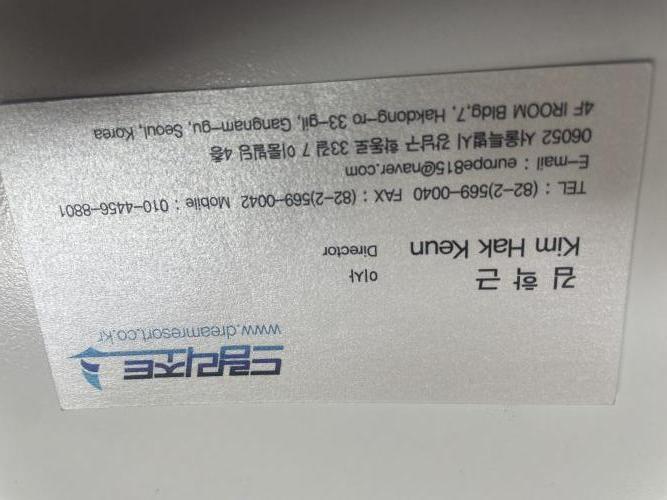 드림리조트
www.dreamresort.co.kr
김 학 근 이사
Kim Hak Keun Director
TEL : (82-2)569-0040 FAX : (82-2)569-0042 Mobile : 010-4456-8801
E-mail : europe815@naver.com
06052 서울특별시 강남구 학동로 33길 7 이룸빌딩 4층
4F IROOM Bldg,7, Hakdong-ro 33-gil, Gangnam-gu, Seoul, Korea